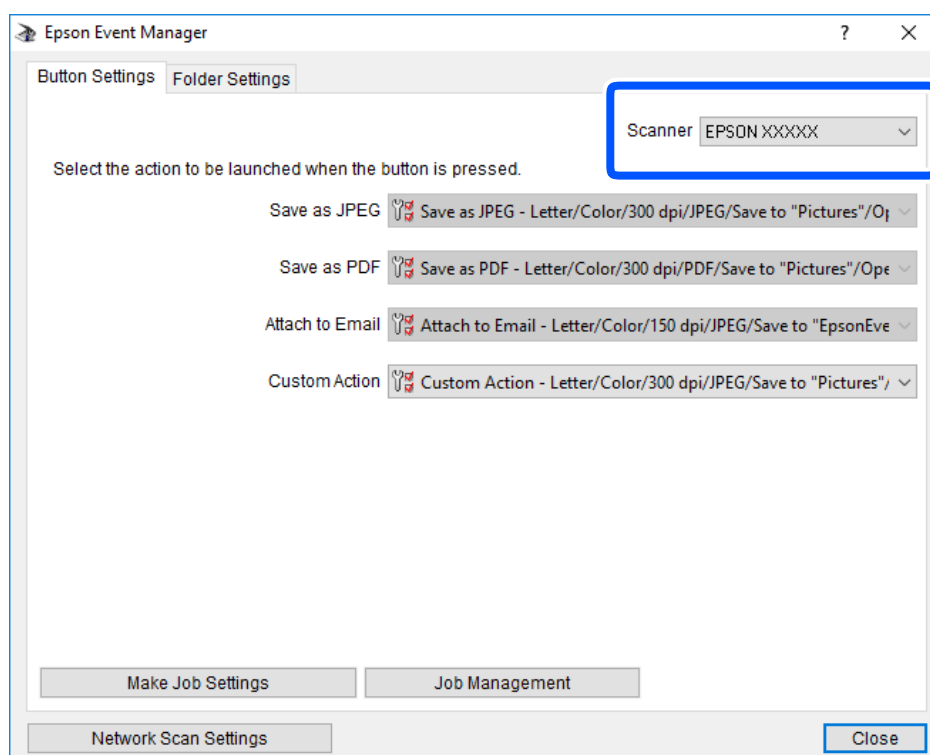 Epson Event Manager
?
Button Settings
Folder Settings
Scanner
EPSON XXXXX
Select the action to be launched when the button is pressed.
Save as JPEG
Save as JPEG - Letter/Color/300 dpi/JPEG/Save to "Pictures"/Op
Save as PDF
Save as PDF - Letter/Color/300 dpi/PDF/Save to "Pictures"/Ope
Attach to Email
Attach to Email - Letter/Color/150 dpi/JPEG/Save to "EpsonEve
Custom Action
Custom Action - Letter/Color/300 dpi/JPEG/Save to "Pictures"/
Make Job Settings
Job Management
Network Scan Settings
Close